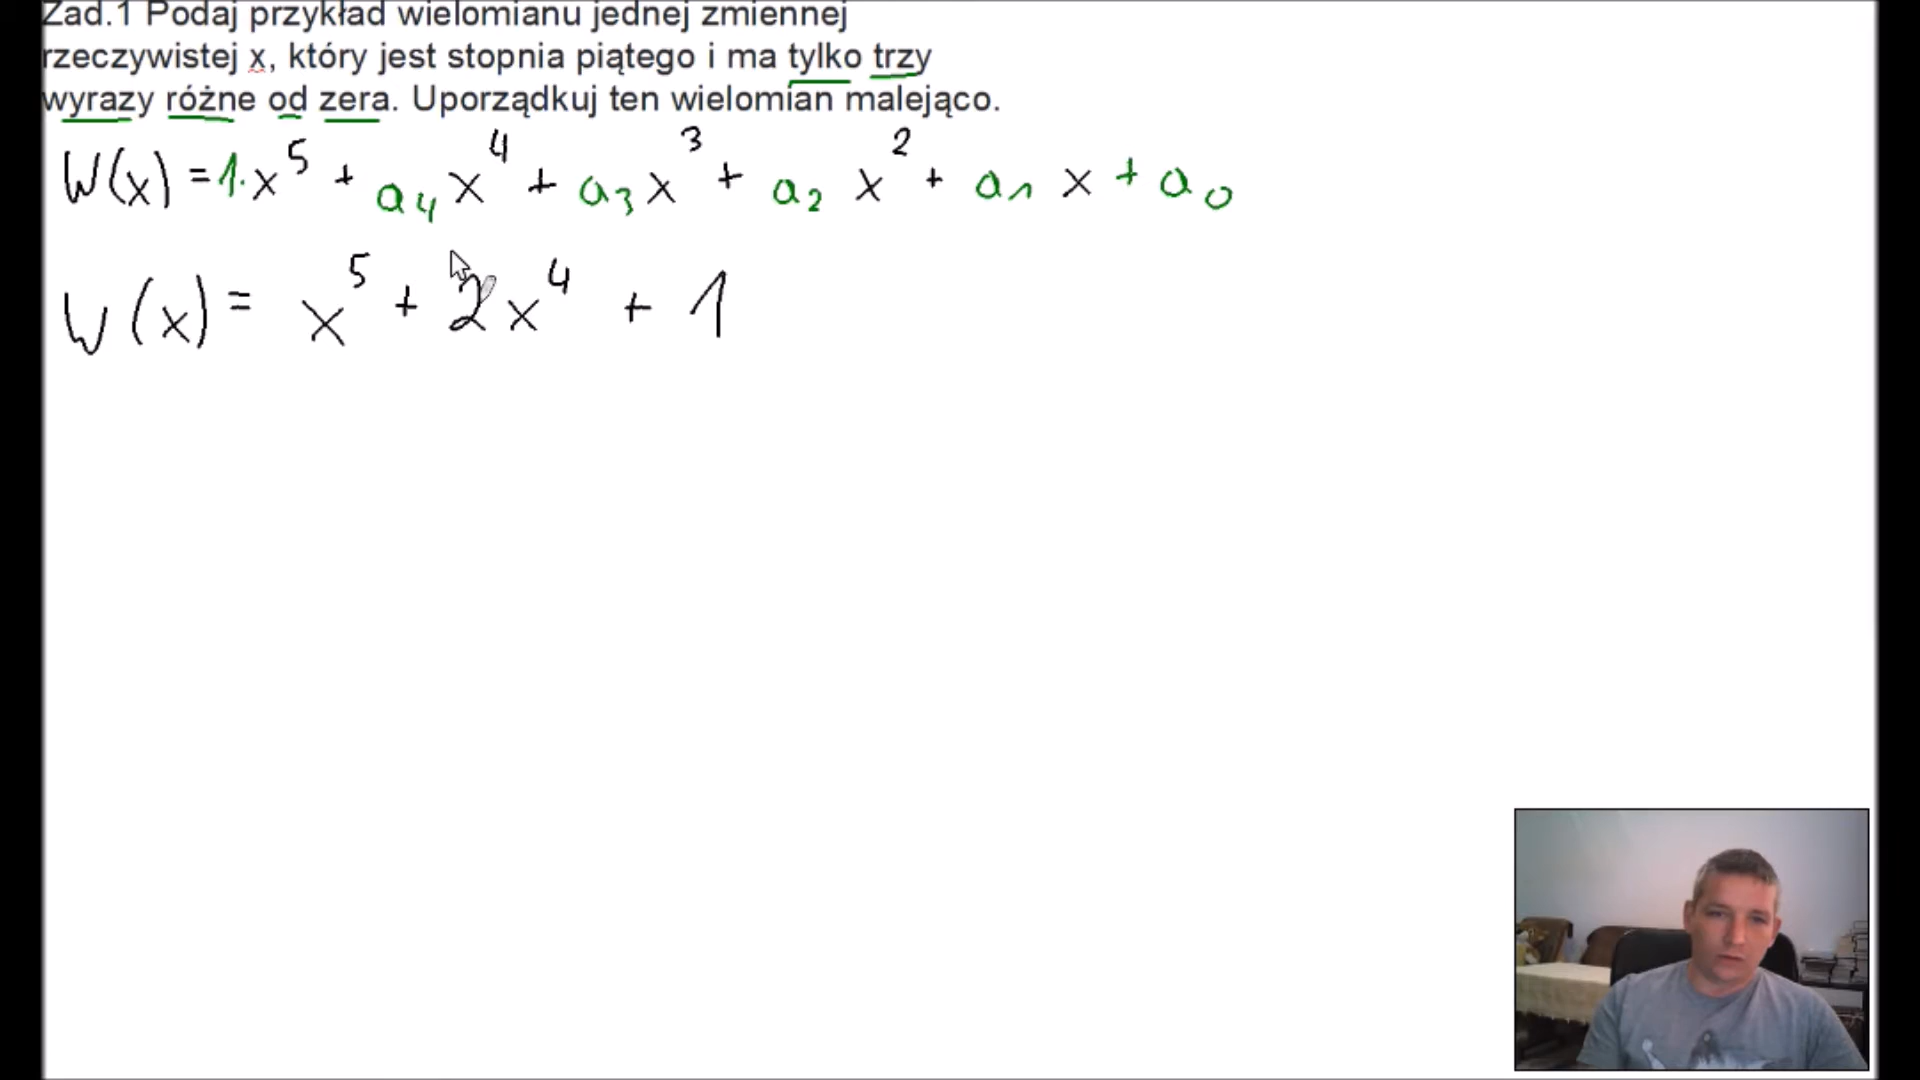 Zad.1 Podaj przykład wielomianu jednej zmiennej
rzeczywistej x, który jest stopnia piątego i ma tylko trzy
wyrazy różne od zera. Uporządkuj ten wielomian malejąco.
W(x) = 1·x⁵ + a₄x⁴ + a₃x³ + a₂x² + a₁x + a₀
W(x) = x⁵ + 2x⁴ + 1